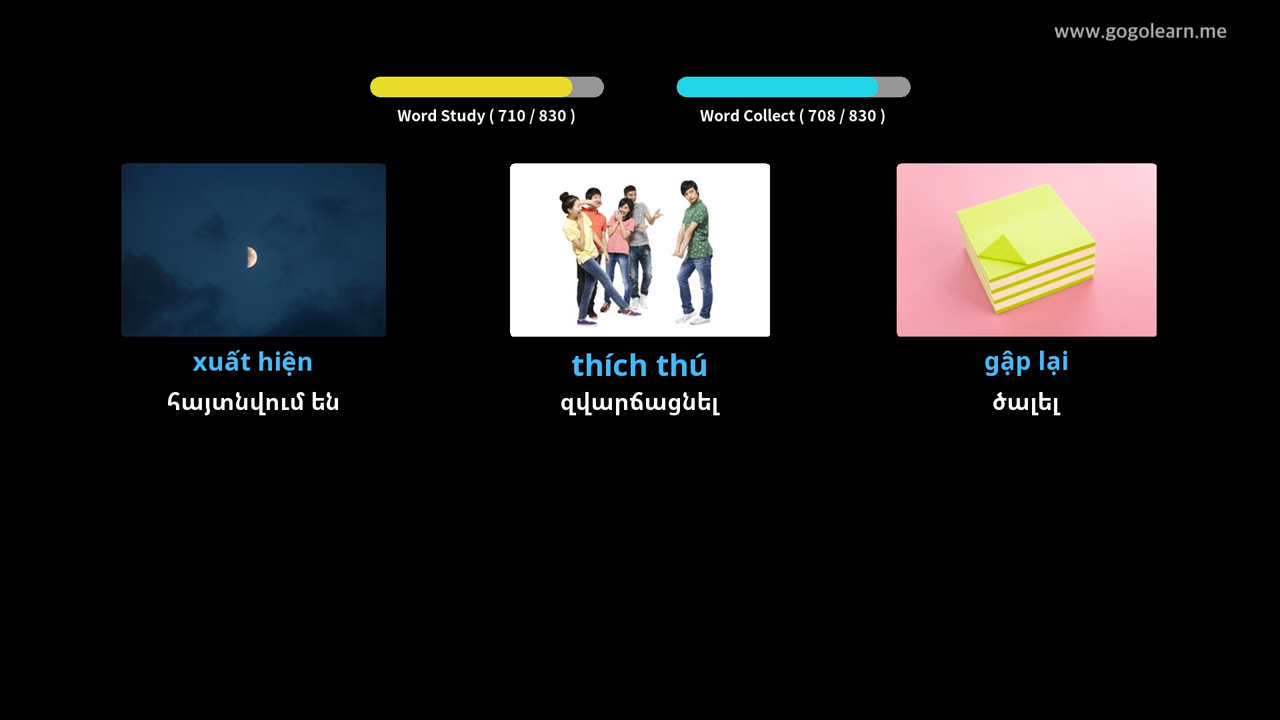 www.gogolearn.me
Word Study ( 710 / 830 )
Word Collect ( 708 / 830 )
xuất hiện
thích thú
gập lại
հայտնվում են
զվարճացնել
ծալել